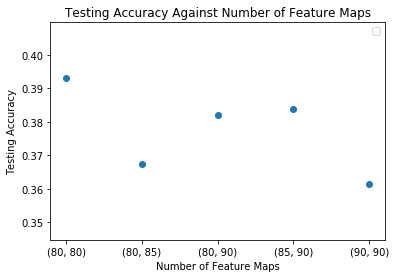 Testing Accuracy Against Number of Feature Maps
0.40
0.39
0.38
0.37
0.36
0.35
Testing Accuracy
(80, 80) (80, 85) (80, 90) (85, 90) (90, 90)
Number of Feature Maps